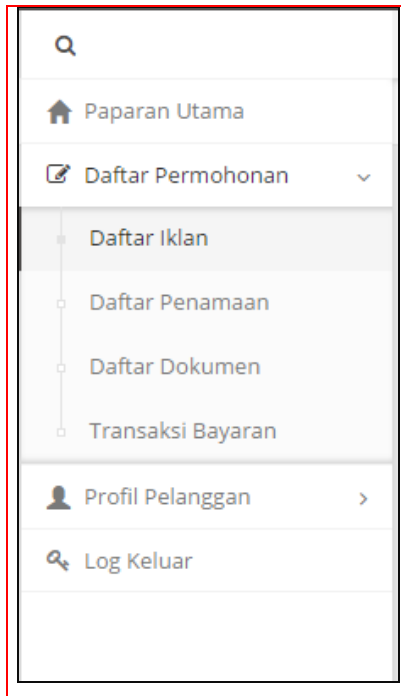 Paparan Utama
Daftar Permohonan
Daftar Iklan
Daftar Penamaan
Daftar Dokumen
Transaksi Bayaran
Profil Pelanggan
Log Keluar